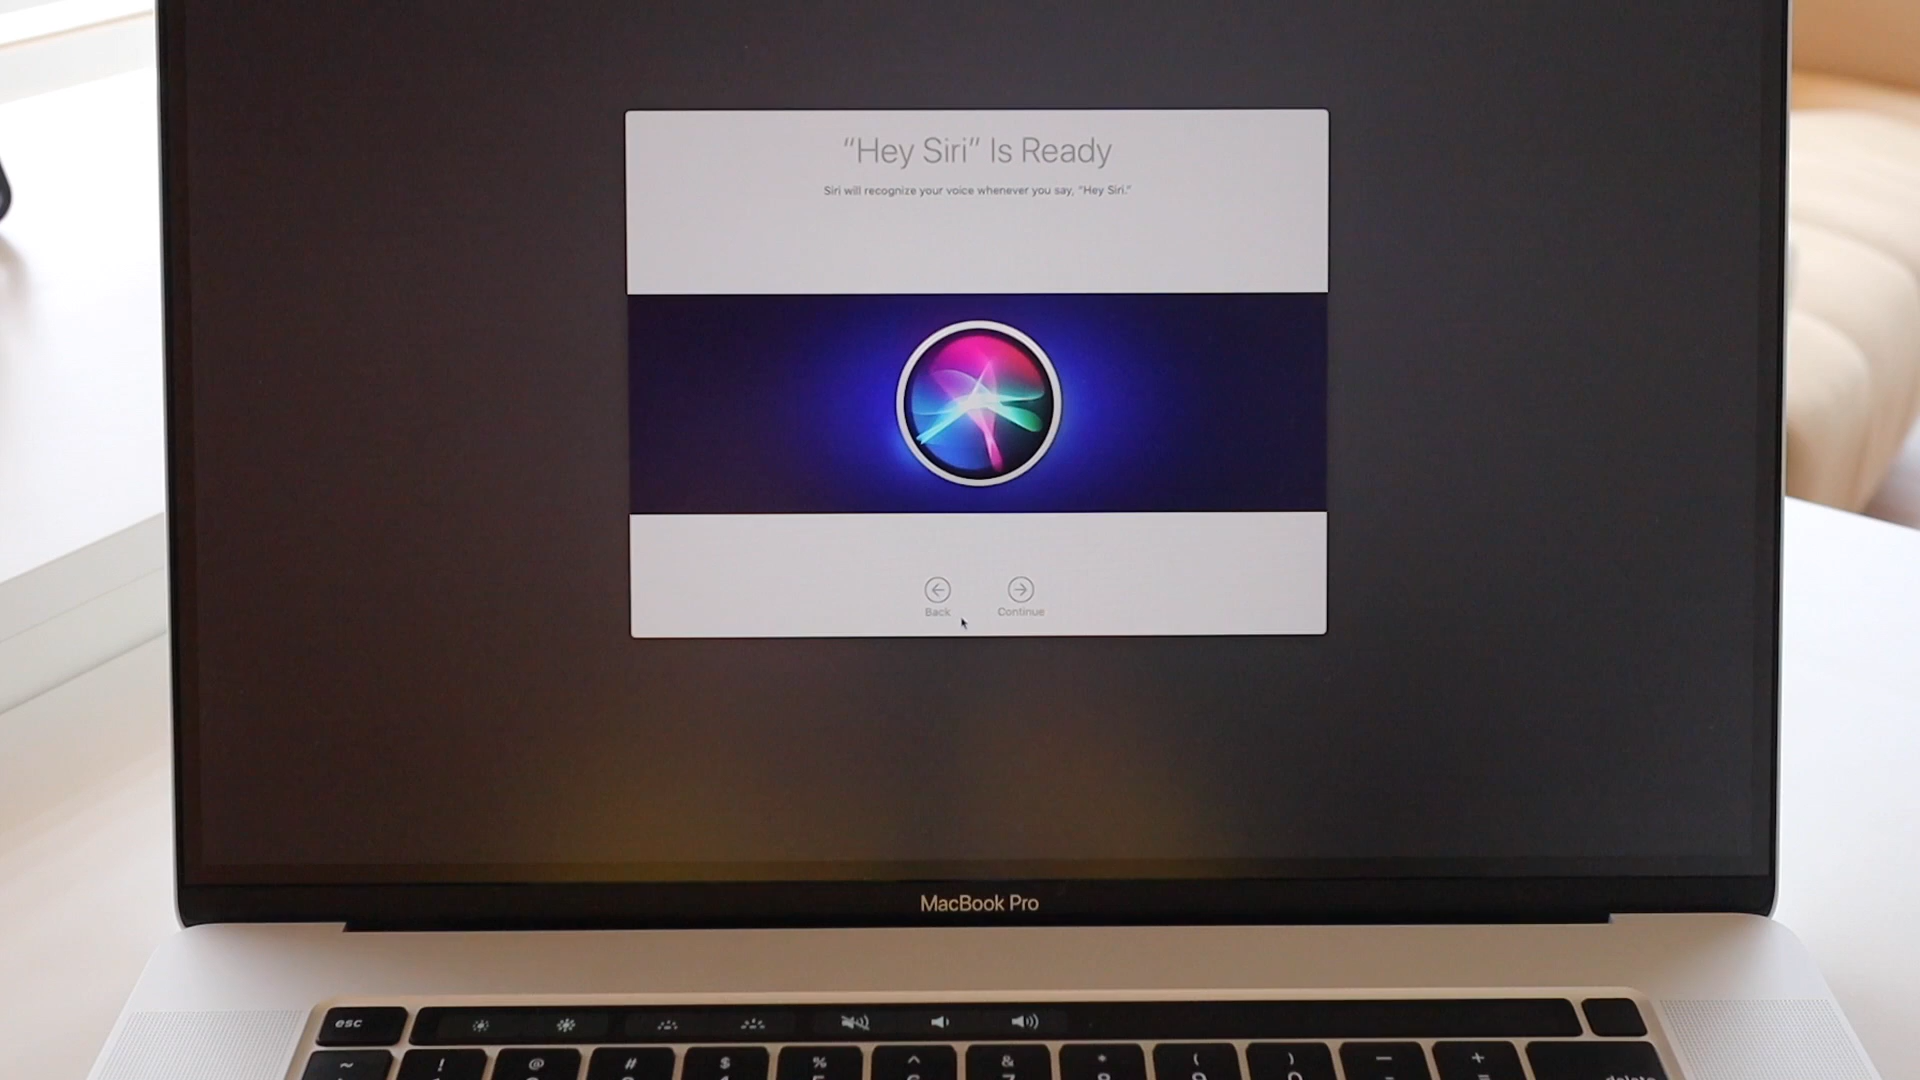 “Hey Siri” Is Ready
Siri will recognize your voice whenever you say, “Hey Siri.”
Back
Continue
MacBook Pro
esc
~ ! @ # $ % ^ & * ( ) — +
delete